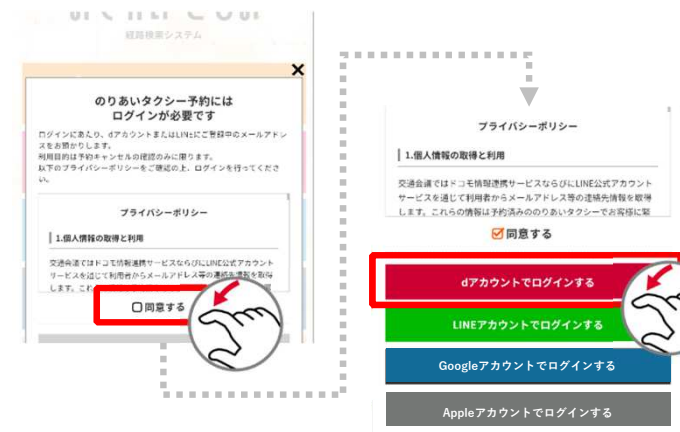 経路検索システム
のりあいタクシー予約には
ログインが必要です
ログインにあたり、dアカウントまたはLINEにご登録中のメールアドレ
スをお預かりします。
利用目的は予約キャンセルの確認のみに限ります。
以下のプライバシーポリシーをご確認の上、ログインを行ってくださ
い。
プライバシーポリシー
1.個人情報の取得と利用
交通会議ではドコモ情報連携サービスならびにLINE公式アカウント
サービスを通じて利用者からメールアドレス等の連絡先情報を取得
します。これ
同意する
プライバシーポリシー
1.個人情報の取得と利用
交通会議ではドコモ情報連携サービスならびにLINE公式アカウント
サービスを通じて利用者からメールアドレス等の連絡先情報を取得
します。これらの情報は予約済みののりあいタクシーでお客様に緊
同意する
dアカウントでログインする
LINEアカウントでログインする
Googleアカウントでログインする
Appleアカウントでログインする